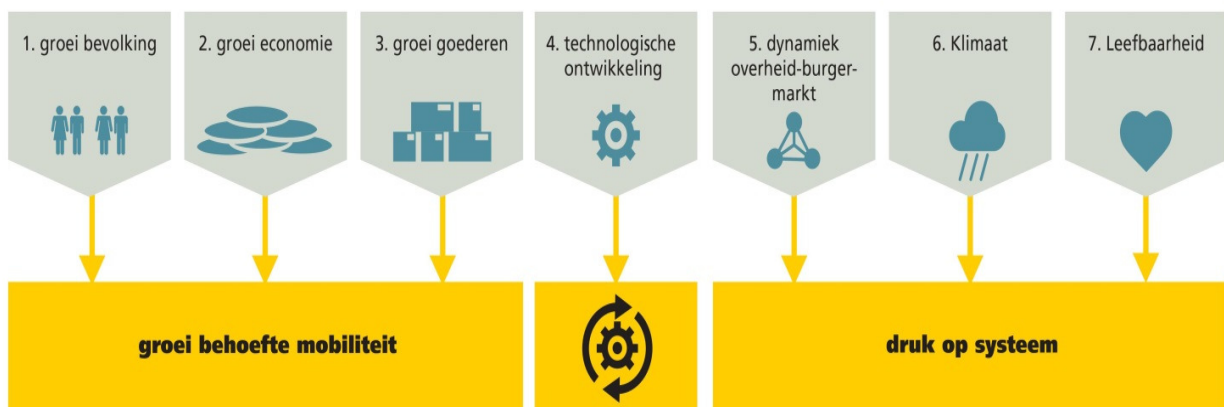 1. groei bevolking
2. groei economie
3. groei goederen
4. technologische
ontwikkeling
5. dynamiek
overheid-burger-
markt
6. Klimaat
7. Leefbaarheid
groei behoefte mobiliteit
druk op systeem